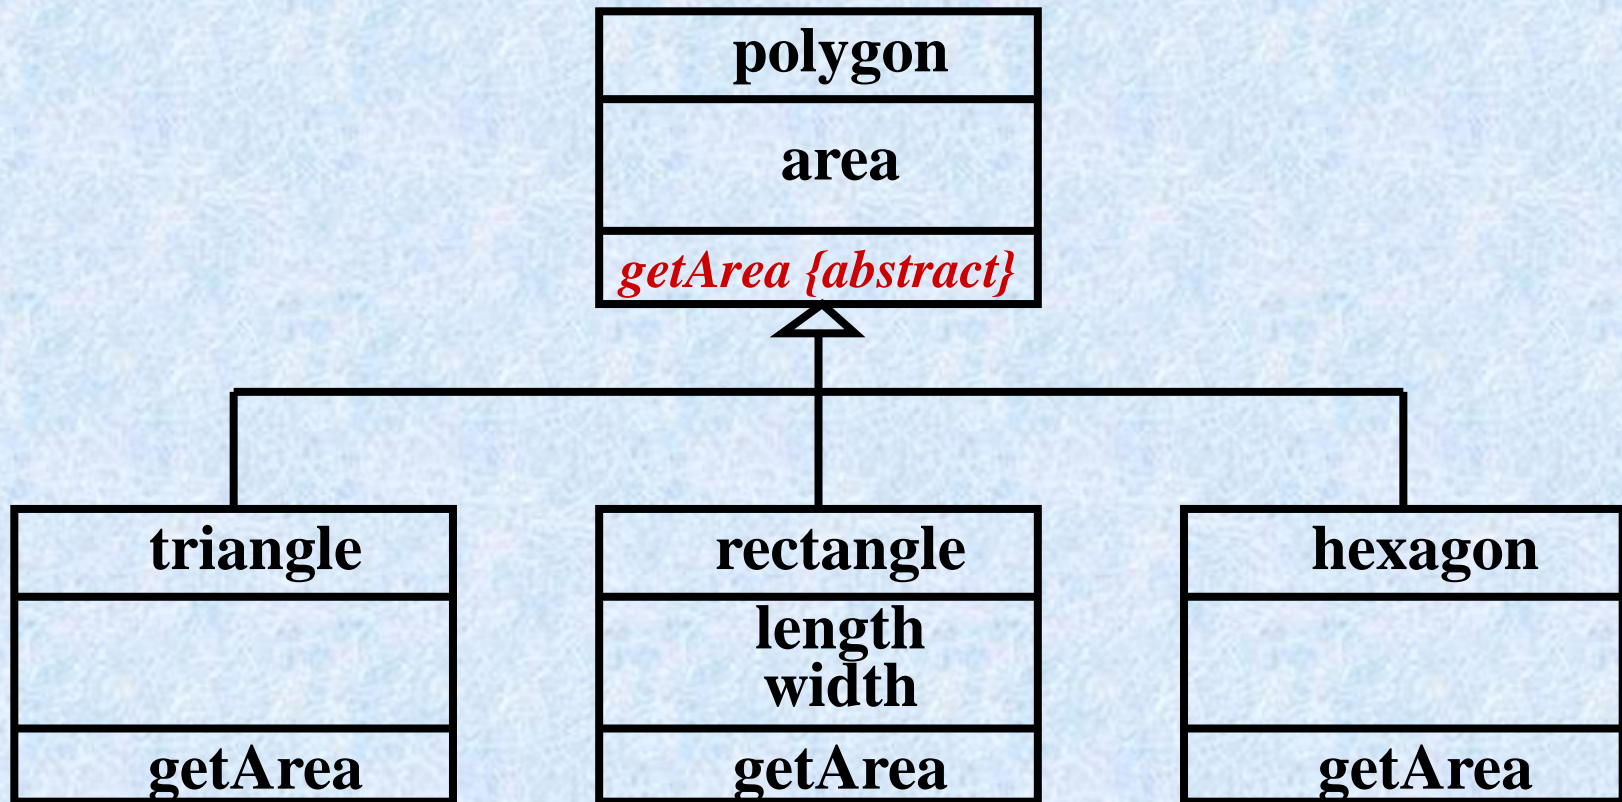 polygon
area
getArea {abstract}
triangle
getArea
rectangle
length
width
getArea
hexagon
getArea